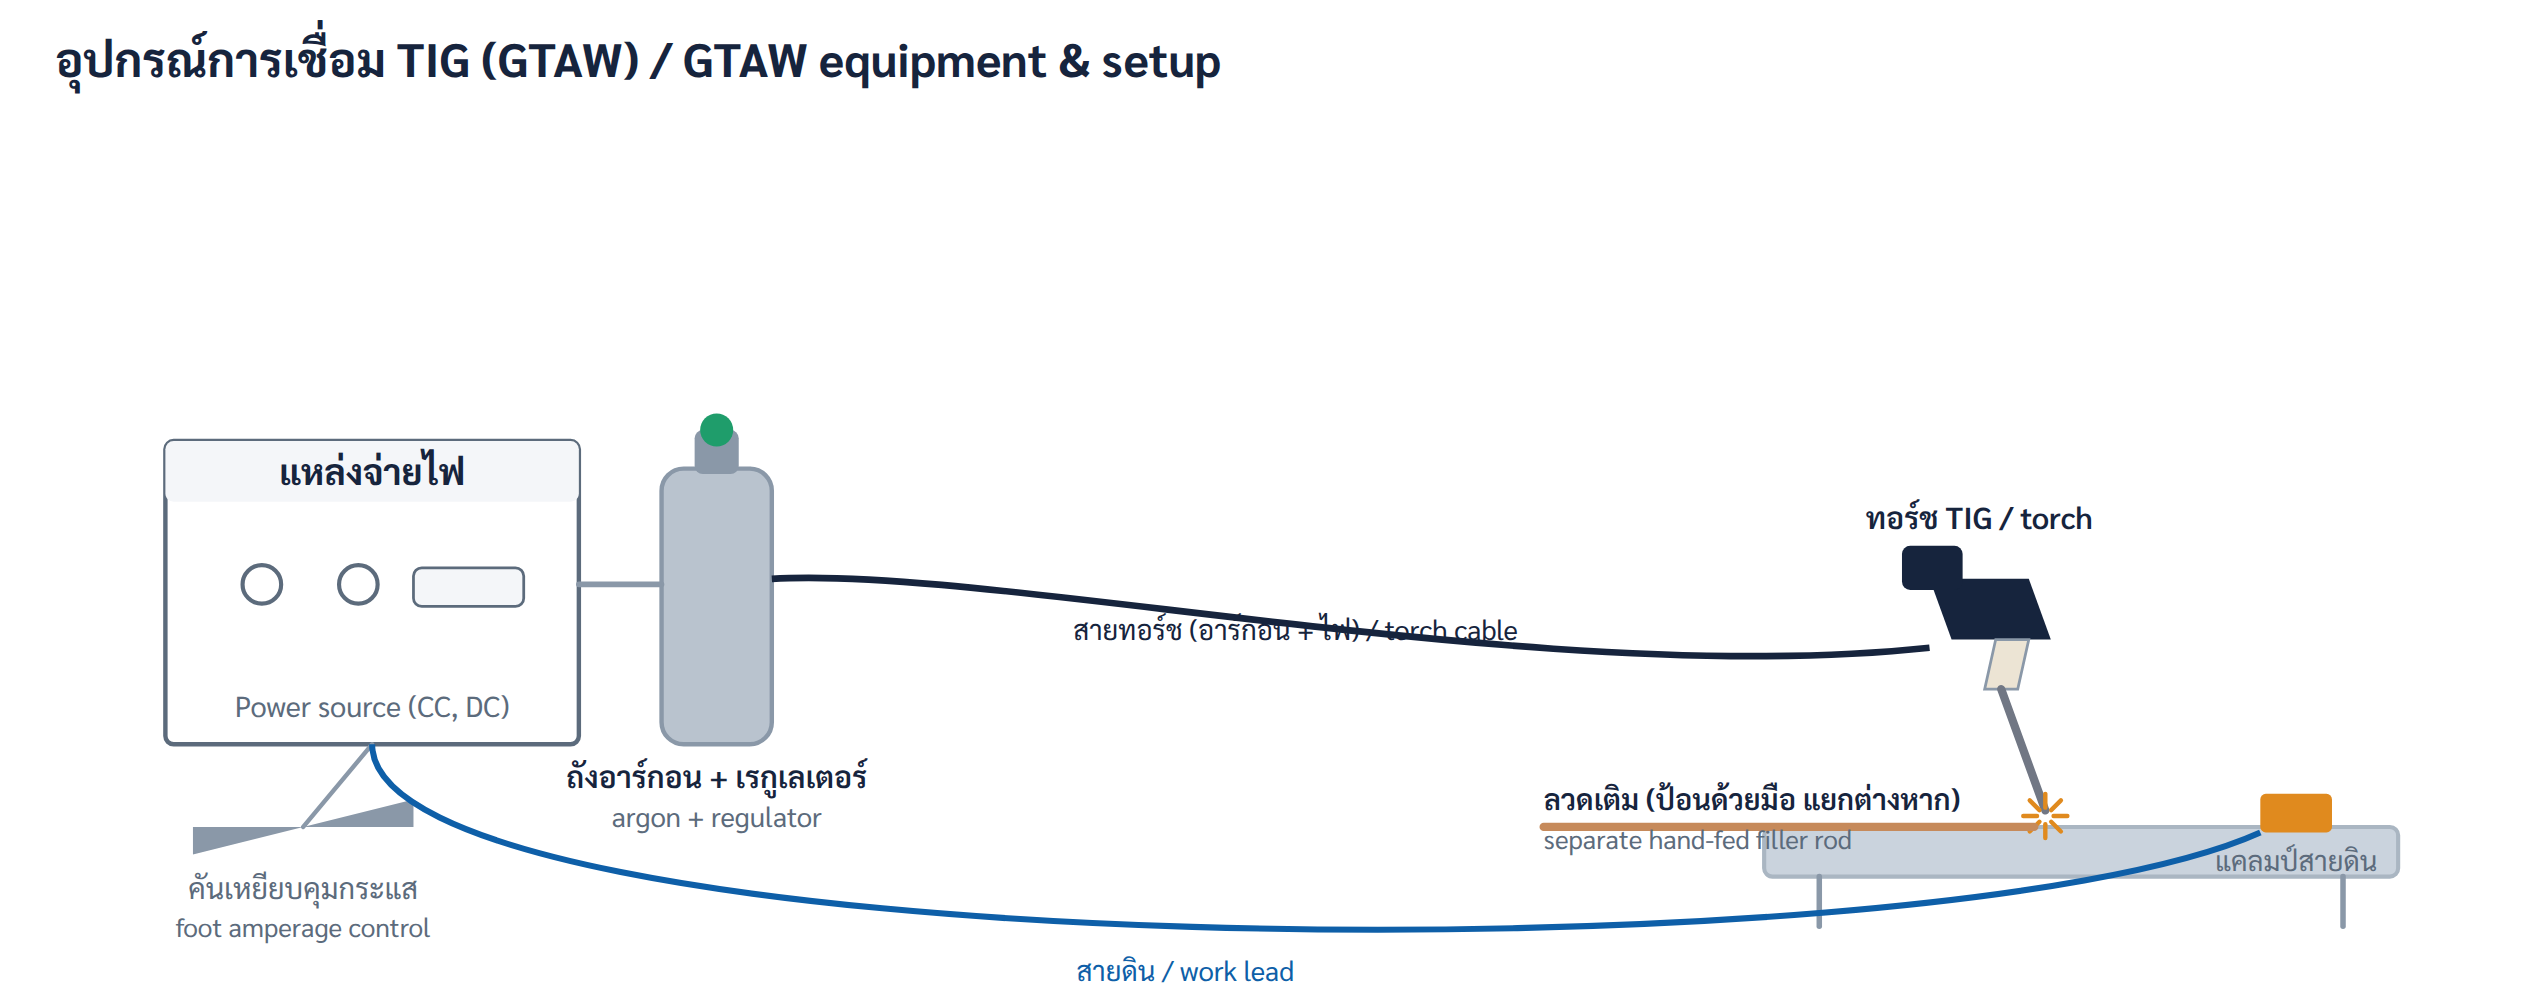 อุปกรณ์การเชื่อม TIG (GTAW) / GTAW equipment & setup
แหล่งจ่ายไฟ
Power source (CC, DC)
ถังอาร์กอน + เรกูเลเตอร์
argon + regulator
คันเหยียบคุมกระแส
foot amperage control
สายทอร์ช (อาร์กอน + ไฟ) / torch cable
ทอร์ช TIG / torch
ลวดเติม (ป้อนด้วยมือ แยกต่างหาก)
separate hand-fed filler rod
แคลมป์สายดิน
สายดิน / work lead